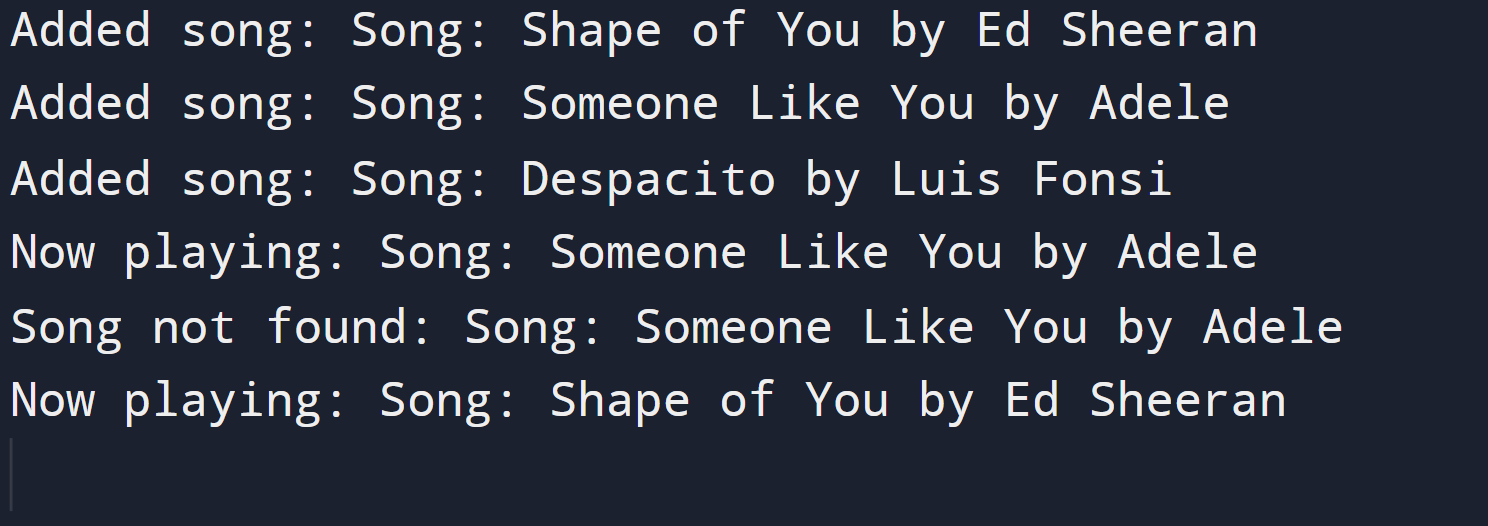 Added song: Song: Shape of You by Ed Sheeran
Added song: Song: Someone Like You by Adele
Added song: Song: Despacito by Luis Fonsi
Now playing: Song: Someone Like You by Adele
Song not found: Song: Someone Like You by Adele
Now playing: Song: Shape of You by Ed Sheeran